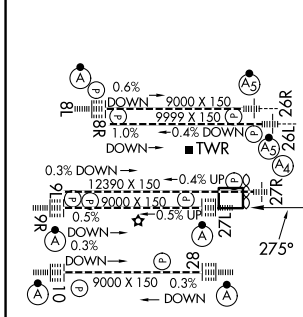 A
A5
P
0.6%
DOWN →
9000 X 150
26R
8L
8R
P
9999 X 150
P
26L
1.0%
DOWN →
←0.4% DOWN
P
A5
TWR
A4
0.3% DOWN →
←0.4% UP
P
27R
12390 X 150
9L
P
P
9000 X 150
P
9R
0.5%
←0.5% UP
27L
A
DOWN →
A
0.3%
275°
DOWN →
P
28
10
P
9000 X 150
0.3%
A
← DOWN
A